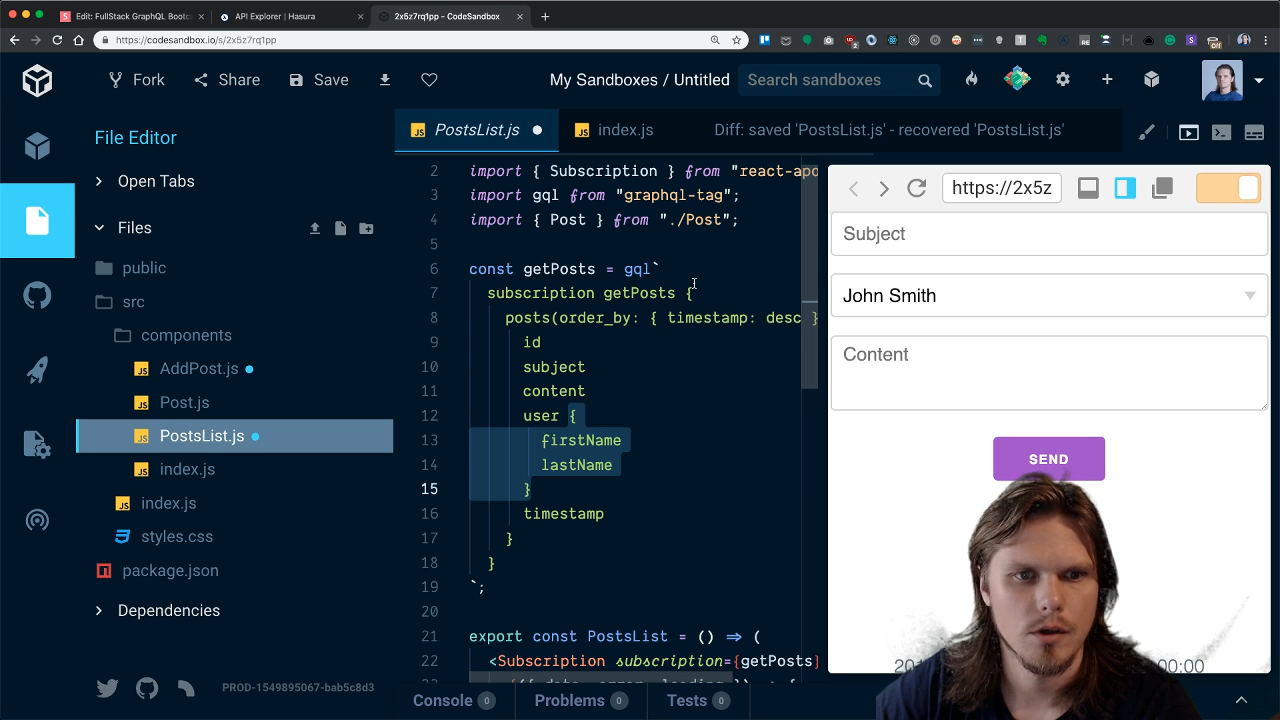 Edit: FullStack GraphQL Bootc
API Explorer | Hasura
2x5z7rq1pp - CodeSandbox
https://codesandbox.io/s/2x5z7rq1pp
Fork
Share
Save
My Sandboxes / Untitled
Search sandboxes
File Editor
Open Tabs
Files
public
src
components
AddPost.js
Post.js
PostsList.js
index.js
index.js
styles.css
package.json
Dependencies
PROD-1549895067-bab5c8d3
PostsList.js
index.js
Diff: saved 'PostsList.js' - recovered 'PostsList.js'
2 import { Subscription } from "react-apo
3 import gql from "graphql-tag";
4 import { Post } from "./Post";
5
6 const getPosts = gql`
7 subscription getPosts {
8 posts(order_by: { timestamp: desc }
9 id
10 subject
11 content
12 user {
13 firstName
14 lastName
15 }
16 timestamp
17 }
18 }
19 `;
20
21 export const PostsList = () => (
22 <Subscription subscription={getPosts}
Console 0
Problems 0
Tests 0
https://2x5z
Subject
John Smith
Content
SEND